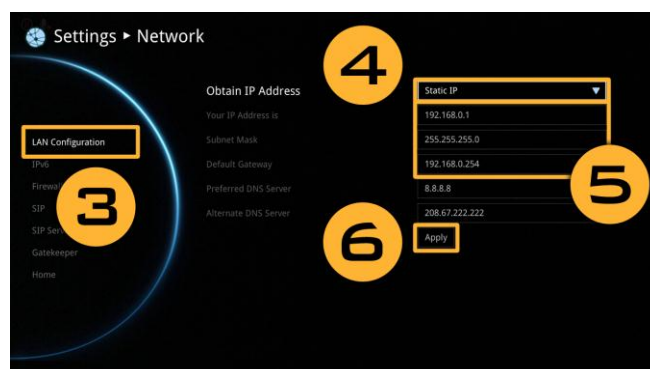 Settings ▸ Network
4
Obtain IP Address
Static IP
Your IP Address is
192.168.0.1
LAN Configuration
Subnet Mask
255.255.255.0
IPv6
Default Gateway
192.168.0.254
Preferred DNS Server
8.8.8.8
5
SIP
3
Alternate DNS Server
208.67.222.222
SIP
6
Apply
Gatekeeper
Home